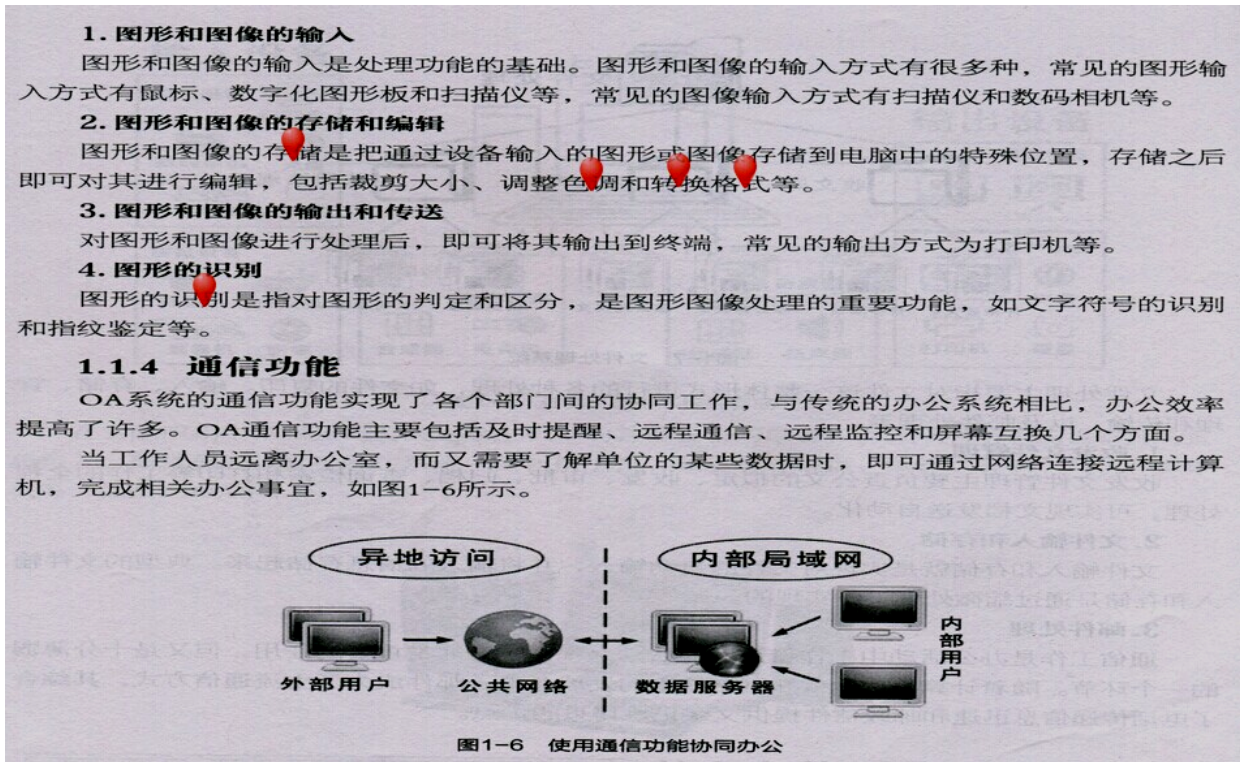 1.图形和图像的输入
图形和图像的输入是处理功能的基础。图形和图像的输入方式有很多种，常见的图形输
入方式有鼠标、数字化图形板和扫描仪等，常见的图像输入方式有扫描仪和数码相机等。
2.图形和图像的存储和编辑
图形和图像的存储是把通过设备输入的图形或图像存储到电脑中的特殊位置，存储之后
即可对其进行编辑，包括裁剪大小、调整色调和转换格式等。
3.图形和图像的输出和传送
对图形和图像进行处理后，即可将其输出到终端，常见的输出方式为打印机等。
4.图形的识别
图形的识别是指对图形的判定和区分，是图形图像处理的重要功能，如文字符号的识别
和指纹鉴定等。
1.1.4 通信功能
OA系统的通信功能实现了各个部门间的协同工作，与传统的办公系统相比，办公效率
提高了许多。OA通信功能主要包括及时提醒、远程通信、远程监控和屏幕互换几个方面。
当工作人员远离办公室，而又需要了解单位的某些数据时，即可通过网络连接远程计算
机，完成相关办公事宜，如图1-6所示。
异地访问
内部局域网
外部用户
公共网络
数据服务器
内部用户
图1-6 使用通信功能协同办公